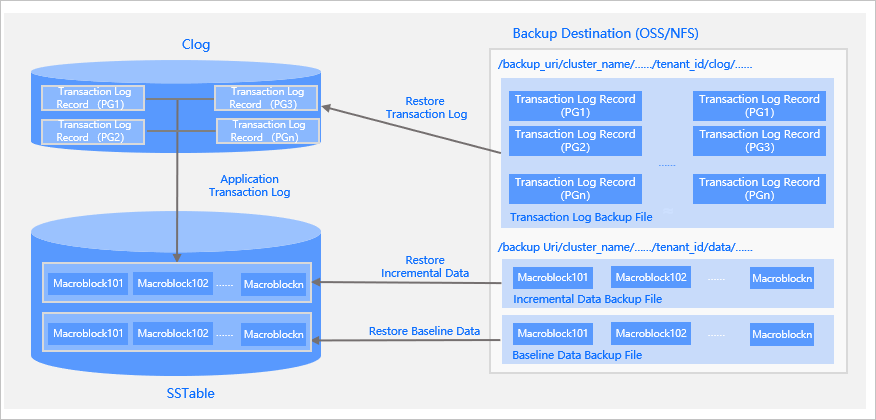 Clog
Transaction Log
Record (PG1)
Transaction Log
Record (PG3)
Transaction Log
Record (PG2)
Transaction Log
Record (PGn)
Application
Transaction Log
Restore
Transaction Log
Backup Destination (OSS/NFS)
/backup_uri/cluster_name/....../tenant_id/clog/......
Transaction Log Record
(PG1)
Transaction Log Record
(PG1)
Transaction Log Record
(PG2)
Transaction Log Record
(PG3)
......
Transaction Log Record
(PGn)
Transaction Log Record
(PGn)
Transaction Log Backup File
/backup Uri/cluster_name/....../tenant_id/data/......
Macroblock101 Macroblock102 ...... Macroblockn
Incremental Data Backup File
Macroblock101 Macroblock102 ...... Macroblockn
Baseline Data Backup File
Restore
Incremental Data
Restore Baseline Data
Macroblock101 Macroblock102 ...... Macroblockn
Macroblock101 Macroblock102 ...... Macroblockn
SSTable